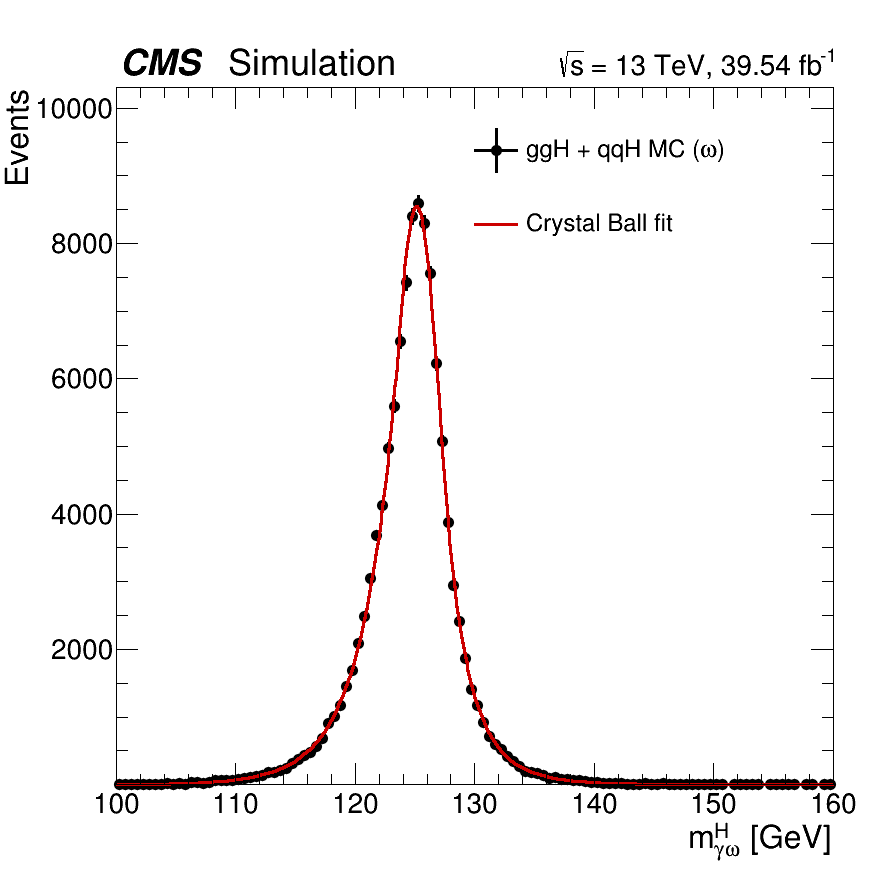 CMS Simulation
√s = 13 TeV, 39.54 fb⁻¹
Events
10000
8000
6000
4000
2000
ggH + qqH MC (ω)
Crystal Ball fit
100 110 120 130 140 150 160
m^H_γω [GeV]